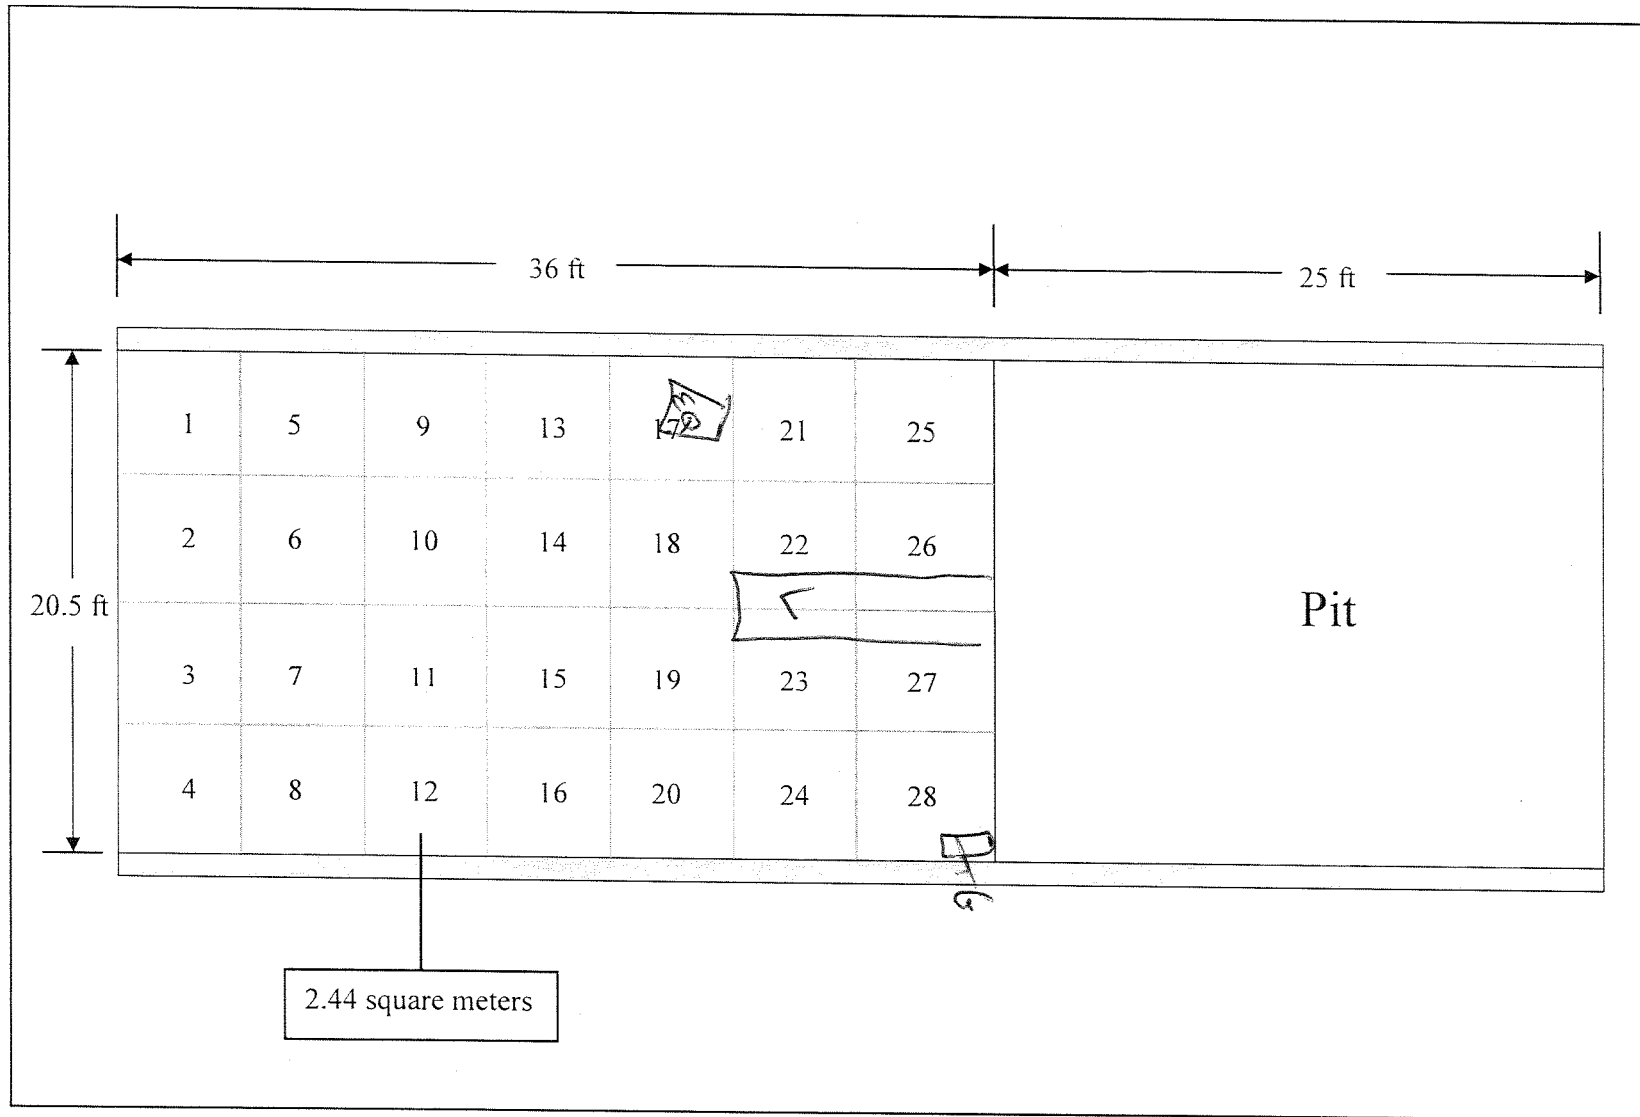 36 ft
25 ft
1 5 9 13 17 21 25
2 6 10 14 18 22 26
20.5 ft
Pit
3 7 11 15 19 23 27
4 8 12 16 20 24 28
G
2.44 square meters